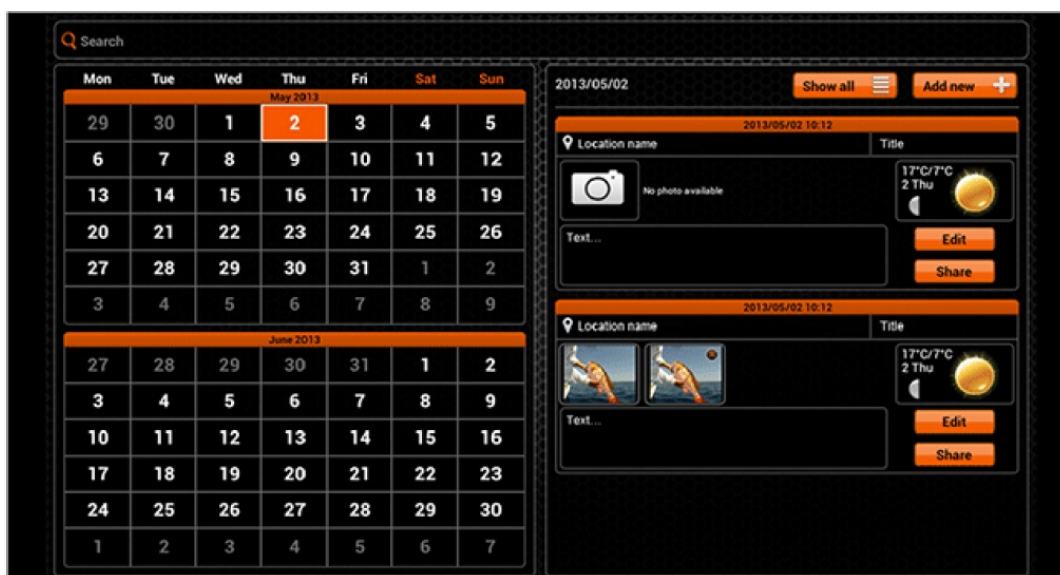 Search
Mon Tue Wed Thu Fri Sat Sun
May 2013
29 30 1 2 3 4 5
6 7 8 9 10 11 12
13 14 15 16 17 18 19
20 21 22 23 24 25 26
27 28 29 30 31 1 2
3 4 5 6 7 8 9
June 2013
27 28 29 30 31 1 2
3 4 5 6 7 8 9
10 11 12 13 14 15 16
17 18 19 20 21 22 23
24 25 26 27 28 29 30
1 2 3 4 5 6 7
2013/05/02 Show all Add new
2013/05/02 10:12
Location name Title
No photo available
17°C/7°C
2 Thu
Text...
Edit
Share
2013/05/02 10:12
Location name Title
17°C/7°C
2 Thu
Text...
Edit
Share